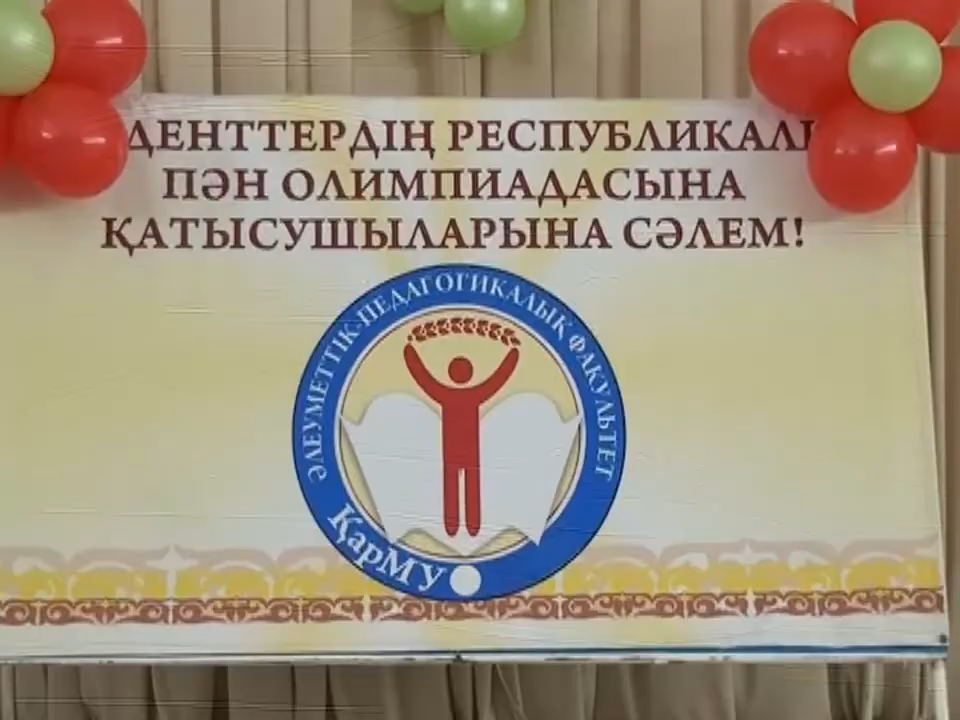 ДЕНТТЕРДІҢ РЕСПУБЛИКАЛ
ПӘН ОЛИМПИАДАСЫНА
ҚАТЫСУШЫЛАРЫНА СӘЛЕМ!
ӘЛЕУМЕТТІК-ПЕДАГОГИКАЛЫҚ ФАКУЛЬТЕТ
ҚарМУ